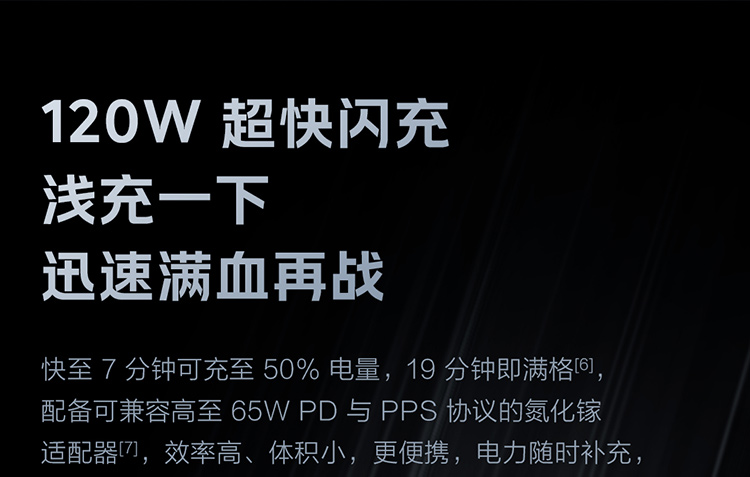 120W 超快闪充
浅充一下
迅速满血再战
快至 7 分钟可充至 50% 电量，19 分钟即满格[6]，
配备可兼容高至 65W PD 与 PPS 协议的氮化镓
适配器[7]，效率高、体积小，更便携，电力随时补充，